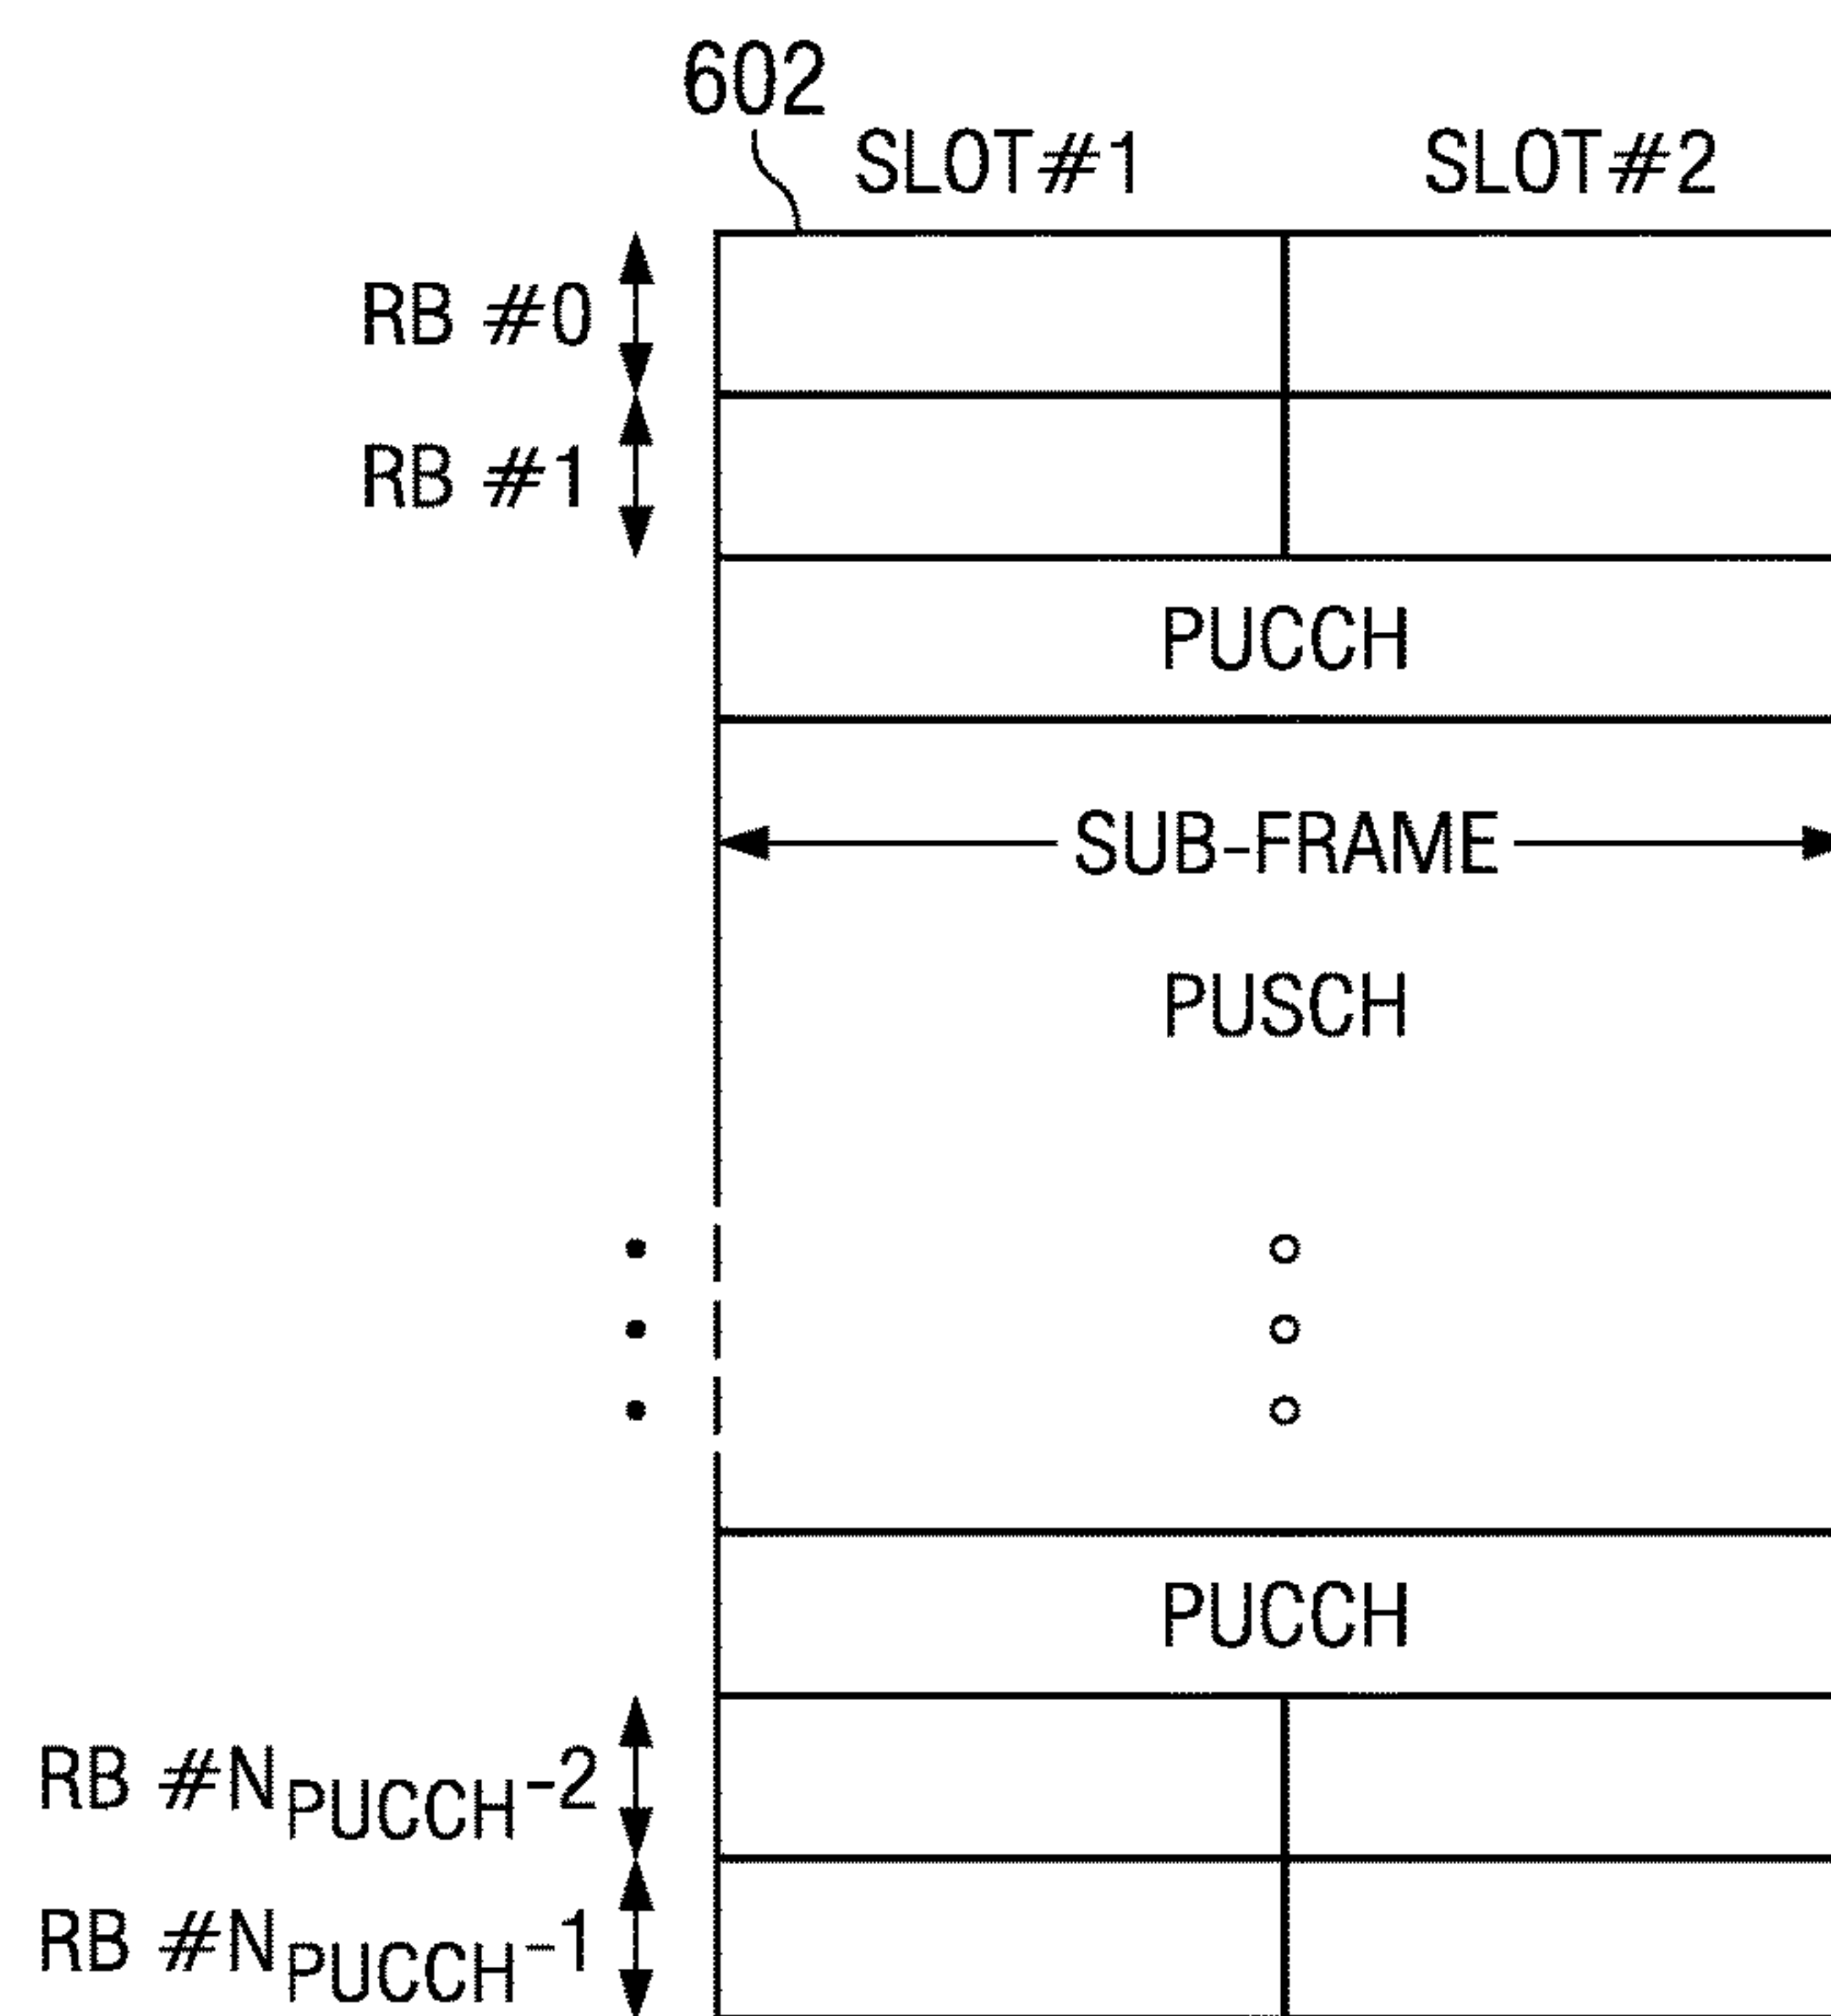 602
SLOT#1 SLOT#2
RB #0
RB #1
PUCCH
SUB-FRAME
PUSCH
PUCCH
RB #NPUCCH-2
RB #NPUCCH-1